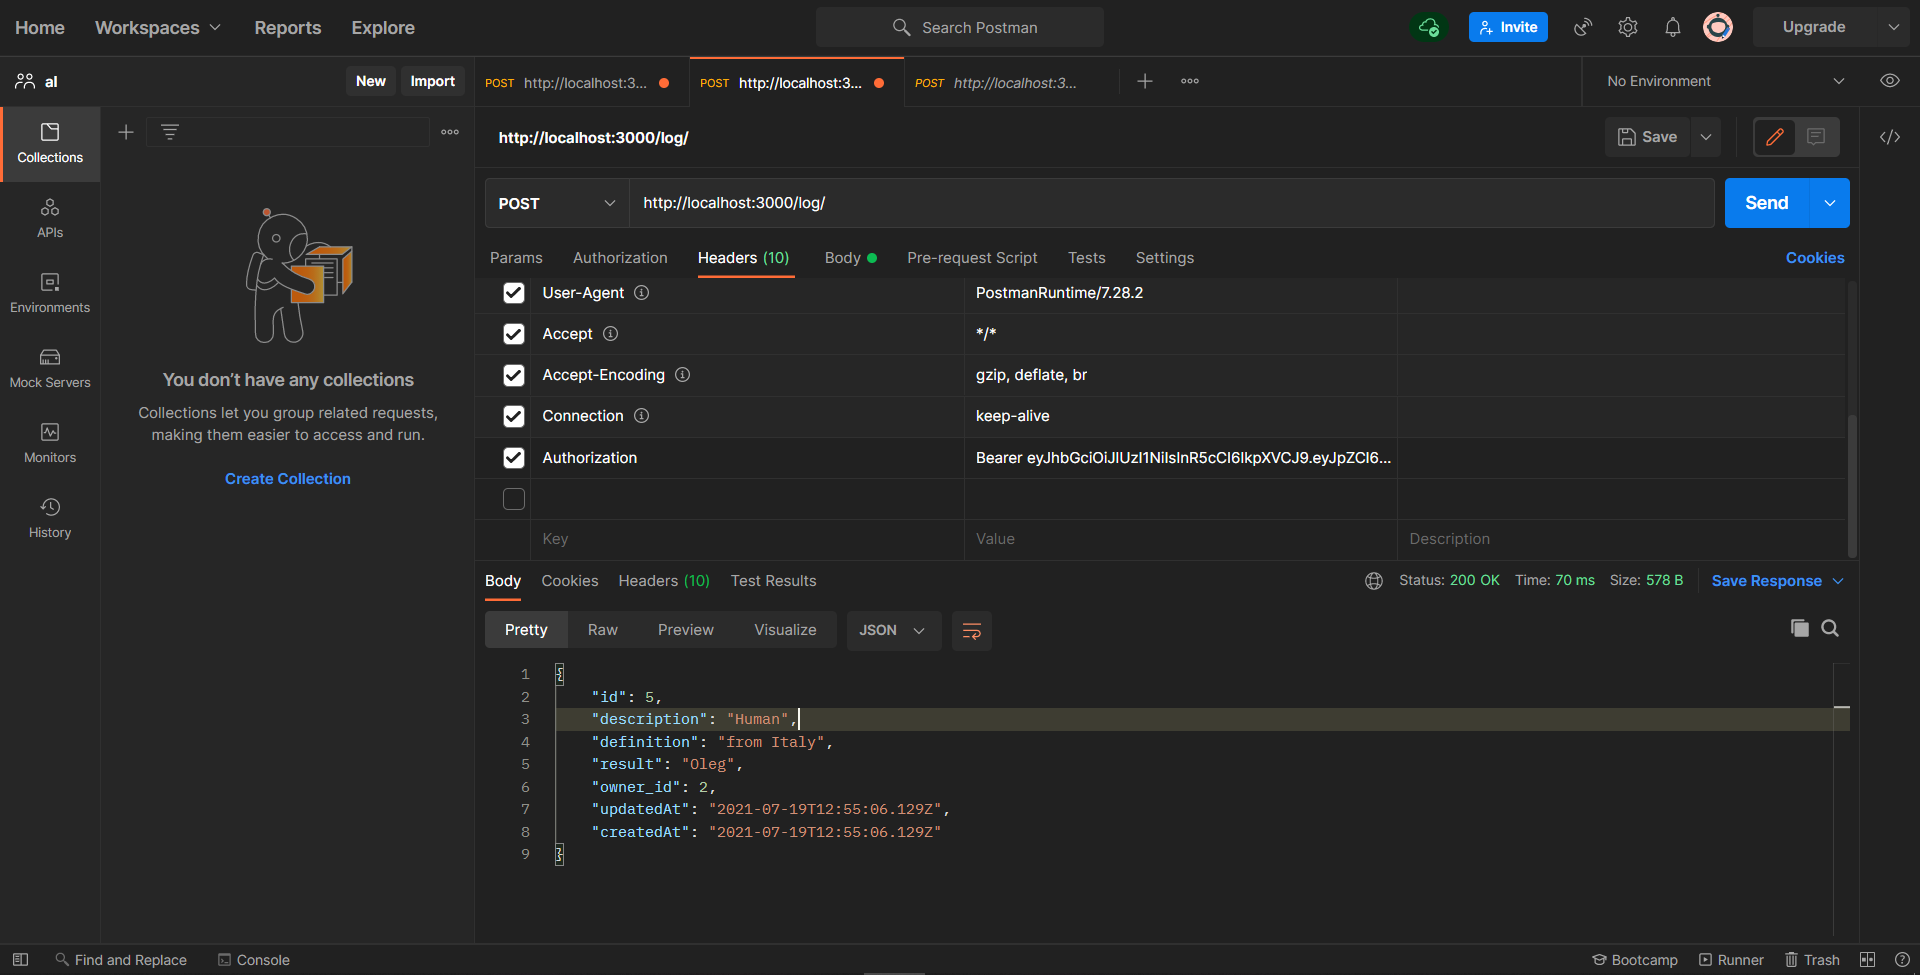 Home Workspaces Reports Explore Search Postman Invite Upgrade
al New Import POST http://localhost:3... POST http://localhost:3... POST http://localhost:3... No Environment
Collections
APIs
Environments
Mock Servers
Monitors
History
You don’t have any collections
Collections let you group related requests,
making them easier to access and run.
Create Collection
http://localhost:3000/log/ Save
POST http://localhost:3000/log/ Send
Params Authorization Headers (10) Body Pre-request Script Tests Settings Cookies
User-Agent PostmanRuntime/7.28.2
Accept */*
Accept-Encoding gzip, deflate, br
Connection keep-alive
Authorization Bearer eyJhbGciOiJIUzI1NiIsInR5cCI6IkpXVCJ9.eyJpZCI6...
Key Value Description
Body Cookies Headers (10) Test Results Status: 200 OK Time: 70 ms Size: 578 B Save Response
Pretty Raw Preview Visualize JSON
1 {
2 "id": 5,
3 "description": "Human",
4 "definition": "from Italy",
5 "result": "Oleg",
6 "owner_id": 2,
7 "updatedAt": "2021-07-19T12:55:06.129Z",
8 "createdAt": "2021-07-19T12:55:06.129Z"
9 }
Find and Replace Console Bootcamp Runner Trash